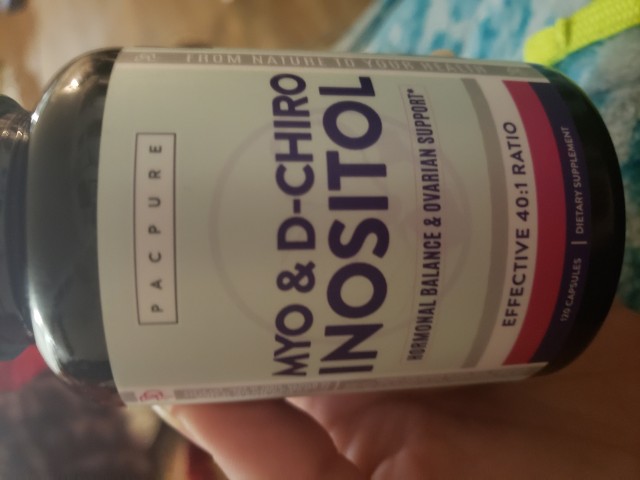 FROM NATURE TO YOUR HEALTH
PACPURE
MYO & D-CHIRO
INOSITOL
HORMONAL BALANCE & OVARIAN SUPPORT*
EFFECTIVE 40:1 RATIO
120 CAPSULES | DIETARY SUPPLEMENT